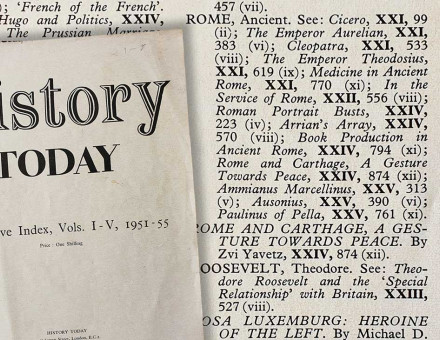 ; 'French of the French'.
Hugo and Politics, XXIV,
The Prussian Marriage
istory
TODAY
ve Index, Vols. I-V, 1951-55
Price: One Shilling
HISTORY TODAY
457 (vii).
ROME, Ancient. See: Cicero, XXI, 99
(ii); The Emperor Aurelian, XXI,
383 (vi); Cleopatra, XXI, 533
(viii); The Emperor Theodosius,
XXI, 619 (ix); Medicine in Ancient
Rome, XXI, 770 (xi); In the
Service of Rome, XXII, 556 (viii);
Roman Portrait Busts, XXIV,
223 (iv); Arrian's Array, XXIV,
570 (viii); Book Production in
Ancient Rome, XXIV, 794 (xi);
Rome and Carthage, A Gesture
Towards Peace, XXIV, 874 (xii);
Ammianus Marcellinus, XXV, 313
(v); Ausonius, XXV, 390 (vi);
Paulinus of Pella, XXV, 761 (xi).
OME AND CARTHAGE, A GES-
TURE TOWARDS PEACE. By
Zvi Yavetz, XXIV, 874 (xii).
OOSEVELT, Theodore. See: Theo-
dore Roosevelt and the 'Special
Relationship' with Britain, XXIII,
527 (viii).
OSA LUXEMBURG: HEROINE
OF THE LEFT. By Michael D.